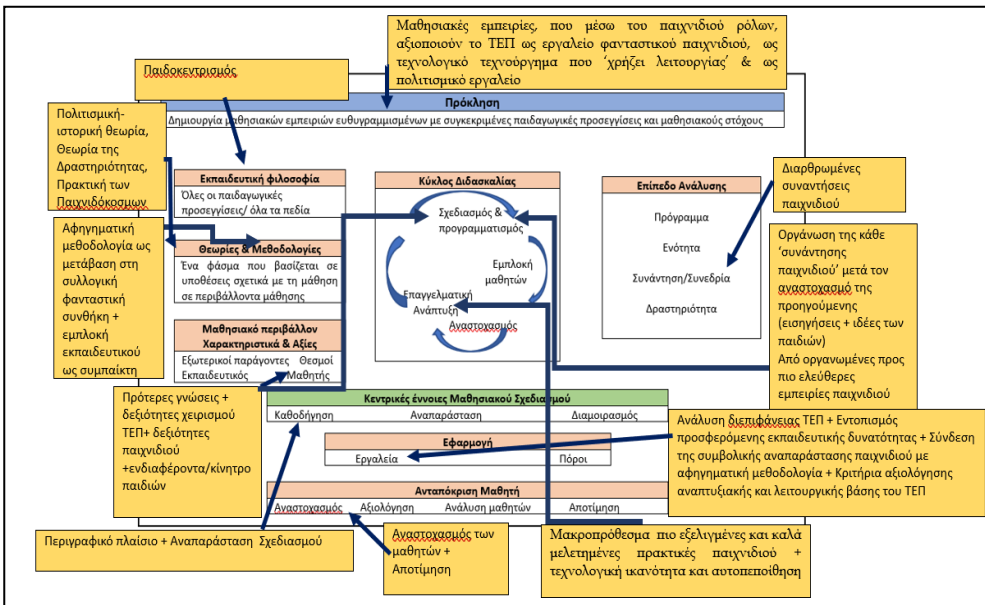 Μαθησιακές εμπειρίες, που μέσω του παιχνιδιού ρόλων,
αξιοποιούν το ΤΕΠ ως εργαλείο φανταστικού παιχνιδιού, ως
τεχνολογικό τεχνούργημα που ‘χρήζει λειτουργίας’ & ως
πολιτισμικό εργαλείο
Παιδοκεντρισμός
Πρόκληση
Δημιουργία μαθησιακών εμπειριών ευθυγραμμισμένων με συγκεκριμένες παιδαγωγικές προσεγγίσεις και μαθησιακούς στόχους
Πολιτισμική-
ιστορική θεωρία,
Θεωρία της
Δραστηριότητας,
Πρακτική των
Παιχνιδόκοσμων
Εκπαιδευτική φιλοσοφία
Όλες οι παιδαγωγικές
προσεγγίσεις/ όλα τα πεδία
Κύκλος Διδασκαλίας
Σχεδιασμός &
προγραμματισμός
Εμπλοκή
μαθητών
Επαγγελματική
Ανάπτυξη
Αναστοχασμός
Επίπεδο Ανάλυσης
Πρόγραμμα
Ενότητα
Συνάντηση/Συνεδρία
Δραστηριότητα
Διαρθρωμένες
συναντήσεις
παιχνιδιού
Αφηγηματική
μεθοδολογία ως
μετάβαση στη
συλλογική
φανταστική
συνθήκη +
εμπλοκή
εκπαιδευτικού
ως συμπαίκτη
Θεωρίες & Μεθοδολογίες
Ένα φάσμα που βασίζεται σε
υποθέσεις σχετικά με τη μάθηση
σε περιβάλλοντα μάθησης
Οργάνωση της κάθε
‘συνάντησης
παιχνιδιού’ μετά τον
αναστοχασμό της
προηγούμενης
(εισηγήσεις + ιδέες των
παιδιών)
Από οργανωμένες προς
πιο ελεύθερες
εμπειρίες παιχνιδιού
Μαθησιακό περιβάλλον
Χαρακτηριστικά & Αξίες
Εξωτερικοί παράγοντες Θεσμοί
Εκπαιδευτικός Μαθητής
Πρότερες γνώσεις +
δεξιότητες χειρισμού
ΤΕΠ+ δεξιότητες
παιχνιδιού
+ενδιαφέροντα/κίνητρο
παιδιών
Κεντρικές έννοιες Μαθησιακού Σχεδιασμού
Καθοδήγηση Αναπαράσταση Διαμοιρασμός
Εφαρμογή
Εργαλεία Πόροι
Ανάλυση διεπιφάνειας ΤΕΠ + Εντοπισμός
προσφερόμενης εκπαιδευτικής δυνατότητας + Σύνδεση
της συμβολικής αναπαράστασης παιχνιδιού με
αφηγηματική μεθοδολογία + Κριτήρια αξιολόγησης
αναπτυξιακής και λειτουργικής βάσης του ΤΕΠ
Ανταπόκριση Μαθητή
Αναστοχασμός Αξιολόγηση Ανάλυση μαθητών Αποτίμηση
Περιγραφικό πλαίσιο + Αναπαράσταση Σχεδιασμού
Αναστοχασμός των
μαθητών +
Αποτίμηση
Μακροπρόθεσμα πιο εξελιγμένες και καλά
μελετημένες πρακτικές παιχνιδιού +
τεχνολογική ικανότητα και αυτοπεποίθηση